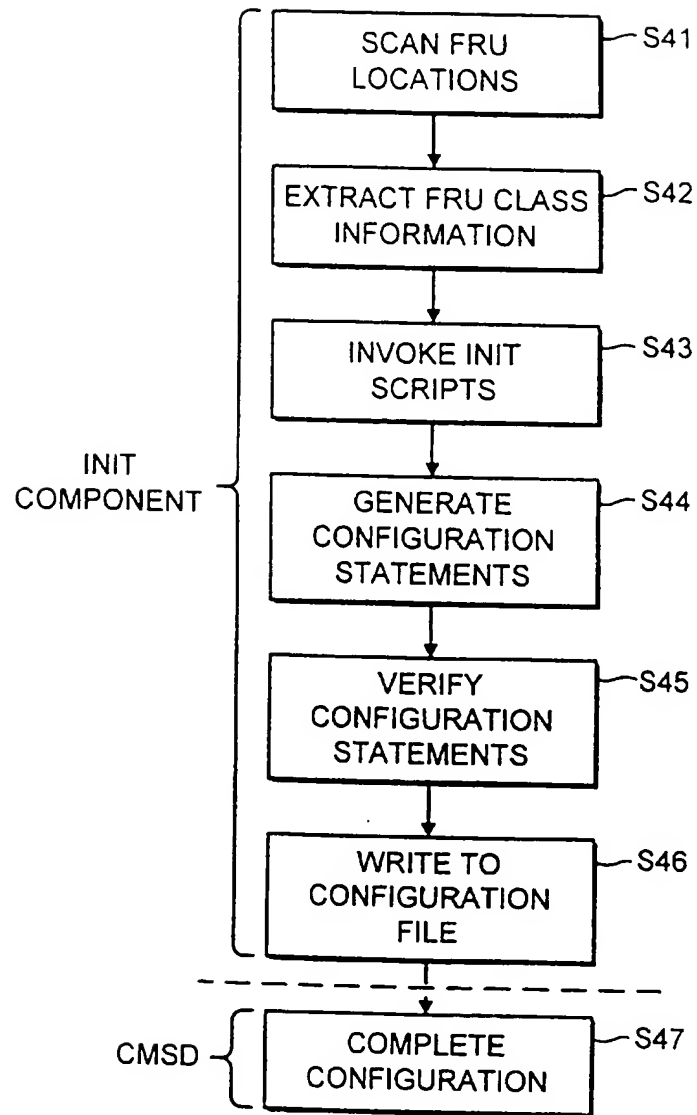 SCAN FRU
LOCATIONS
S41
EXTRACT FRU CLASS
INFORMATION
S42
INVOKE INIT
SCRIPTS
S43
INIT
COMPONENT
GENERATE
CONFIGURATION
STATEMENTS
S44
VERIFY
CONFIGURATION
STATEMENTS
S45
WRITE TO
CONFIGURATION
FILE
S46
CMSD
COMPLETE
CONFIGURATION
S47